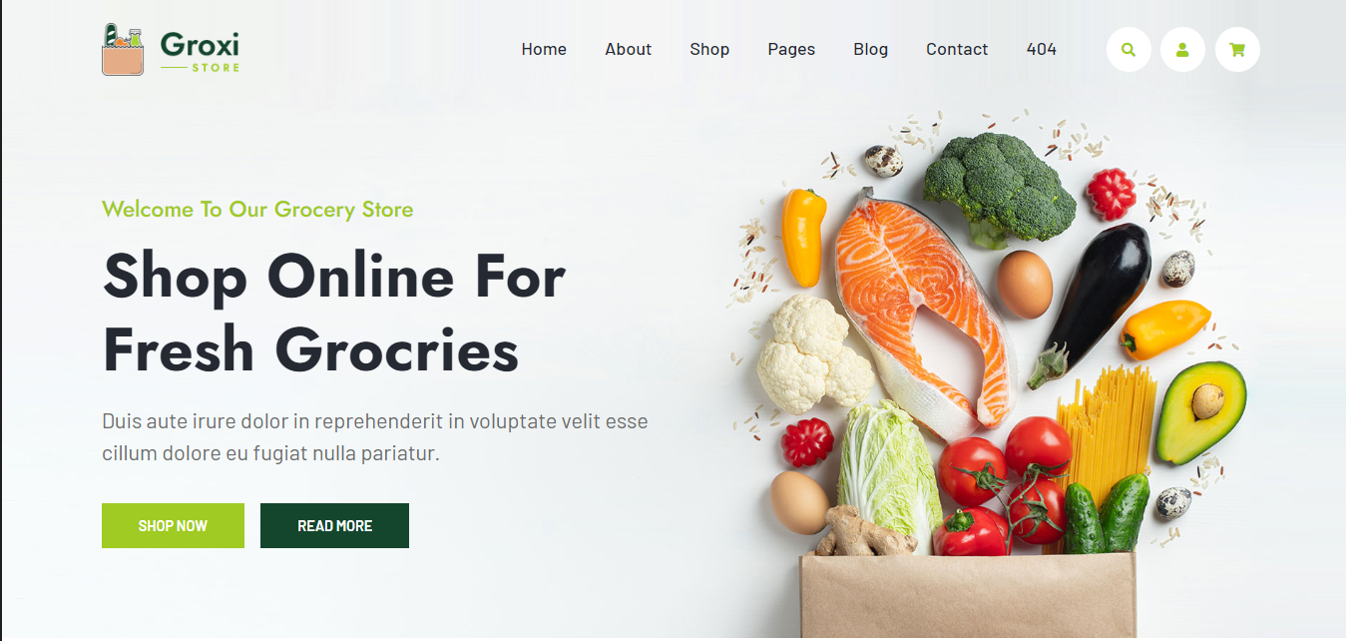 Groxi
STORE
Home About Shop Pages Blog Contact 404
Welcome To Our Grocery Store
Shop Online For
Fresh Grocries
Duis aute irure dolor in reprehenderit in voluptate velit esse
cillum dolore eu fugiat nulla pariatur.
SHOP NOW READ MORE